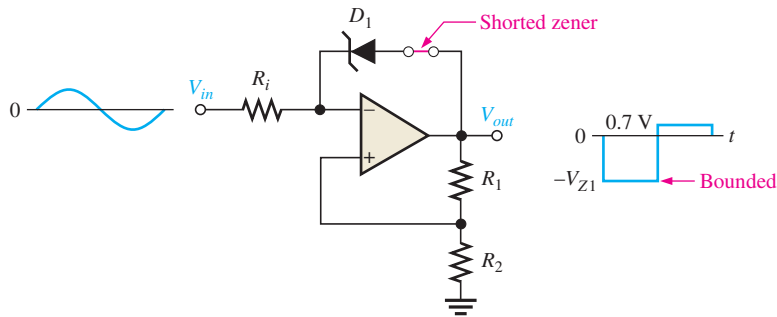 D1
Shorted zener
Vin
Ri
0
−
+
Vout
R1
R2
0.7 V
0
t
−VZ1
Bounded